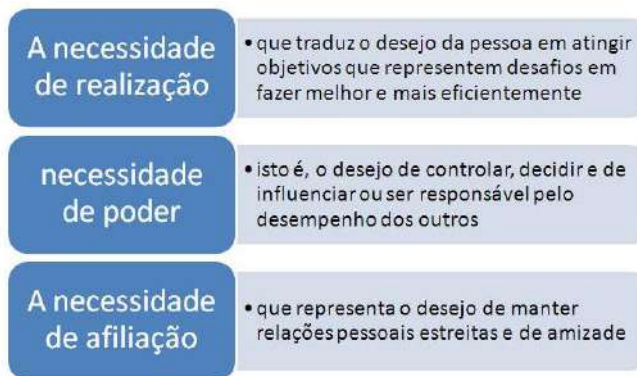 A necessidade
de realização
• que traduz o desejo da pessoa em atingir
objetivos que representem desafios em
fazer melhor e mais eficientemente
necessidade
de poder
• isto é, o desejo de controlar, decidir e de
influenciar ou ser responsável pelo
desempenho dos outros
A necessidade
de afiliação
• que representa o desejo de manter
relações pessoais estreitas e de amizade